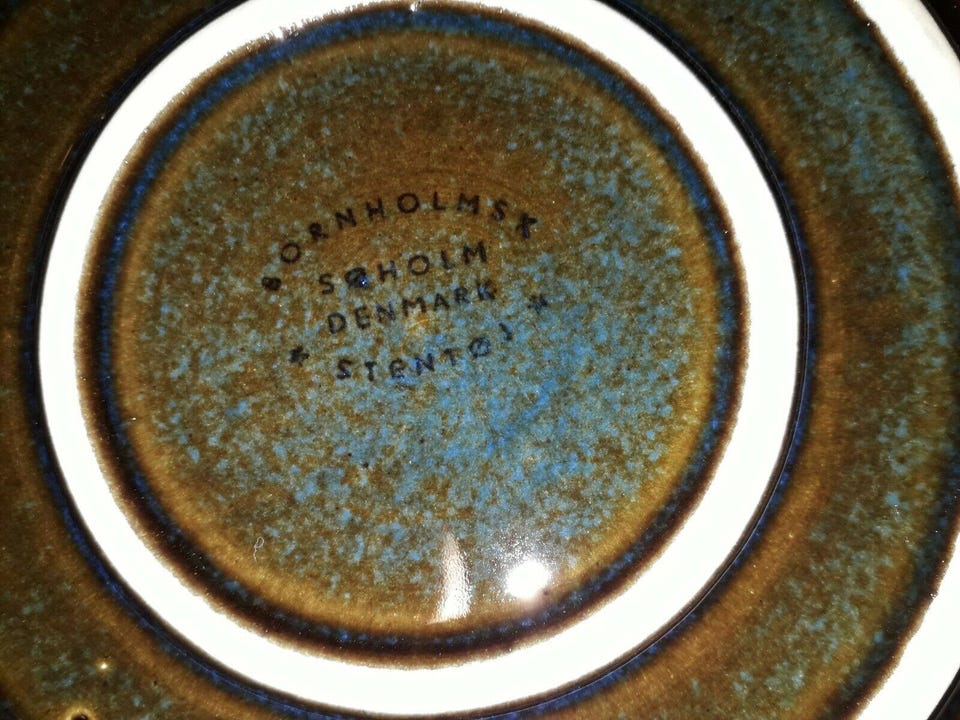 BORNHOLMSK
SØHOLM
DENMARK
* STENTØJ *